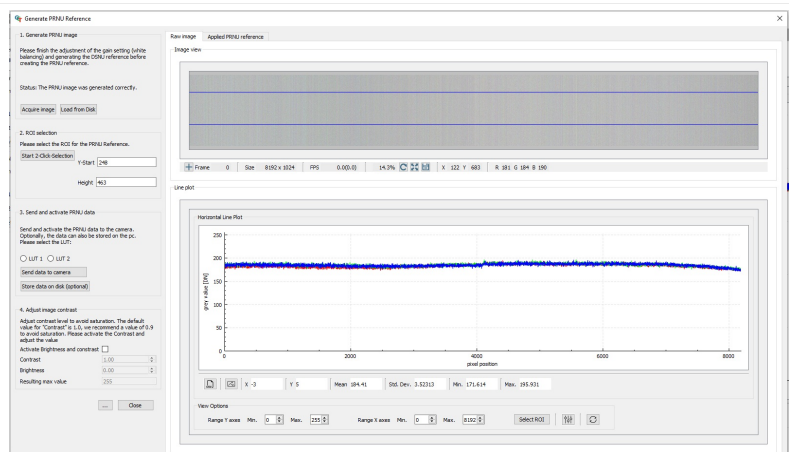 Generate PRNU Reference
1. Generate PRNU image
Please finish the adjustment of the gain setting (white
balancing) and generating the DSNU reference before
creating the PRNU reference.
Status: The PRNU image was generated correctly.
Acquire image Load from Disk
2. ROI selection
Please select the ROI for the PRNU Reference.
Start 2-Click-Selection
Y-Start 248
Height 463
3. Send and activate PRNU data
Send and activate the PRNU data to the camera.
Optionally, the data can also be stored on the pc.
Please select the LUT:
LUT 1 LUT 2
Send data to camera
Store data on disk (optional)
4. Adjust image contrast
Adjust contrast level to avoid saturation. The default
value for "Contrast" is 1.0, we recommend a value of 0.9
to avoid saturation. Please activate the Contrast and
adjust the value
Activate Brightness and constrast
Contrast 1.00
Brightness 0.00
Resulting max value 255
... Close
Raw image Applied PRNU reference
Image view
Frame 0 Size 8192 x 1024 FPS 0.0(0.0) 14.3% X 122 Y 683 R 181 G 184 B 190
Line plot
Horizontal Line Plot
250
200
150
100
50
0
grey value [DN]
0 2000 4000 6000 8000
pixel position
X -3 Y 5 Mean 184.41 Std. Dev. 3.52313 Min. 171.614 Max. 195.931
View Options
Range Y axes Min. 0 Max. 255 Range X axes Min. 0 Max. 8192 Select ROI